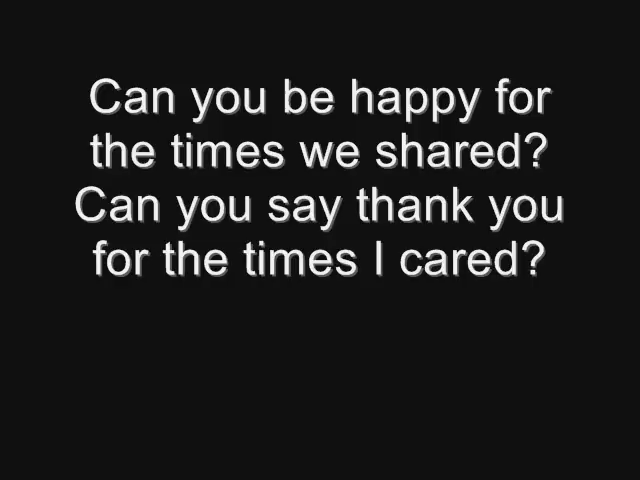 Can you be happy for
the times we shared?
Can you say thank you
for the times I cared?